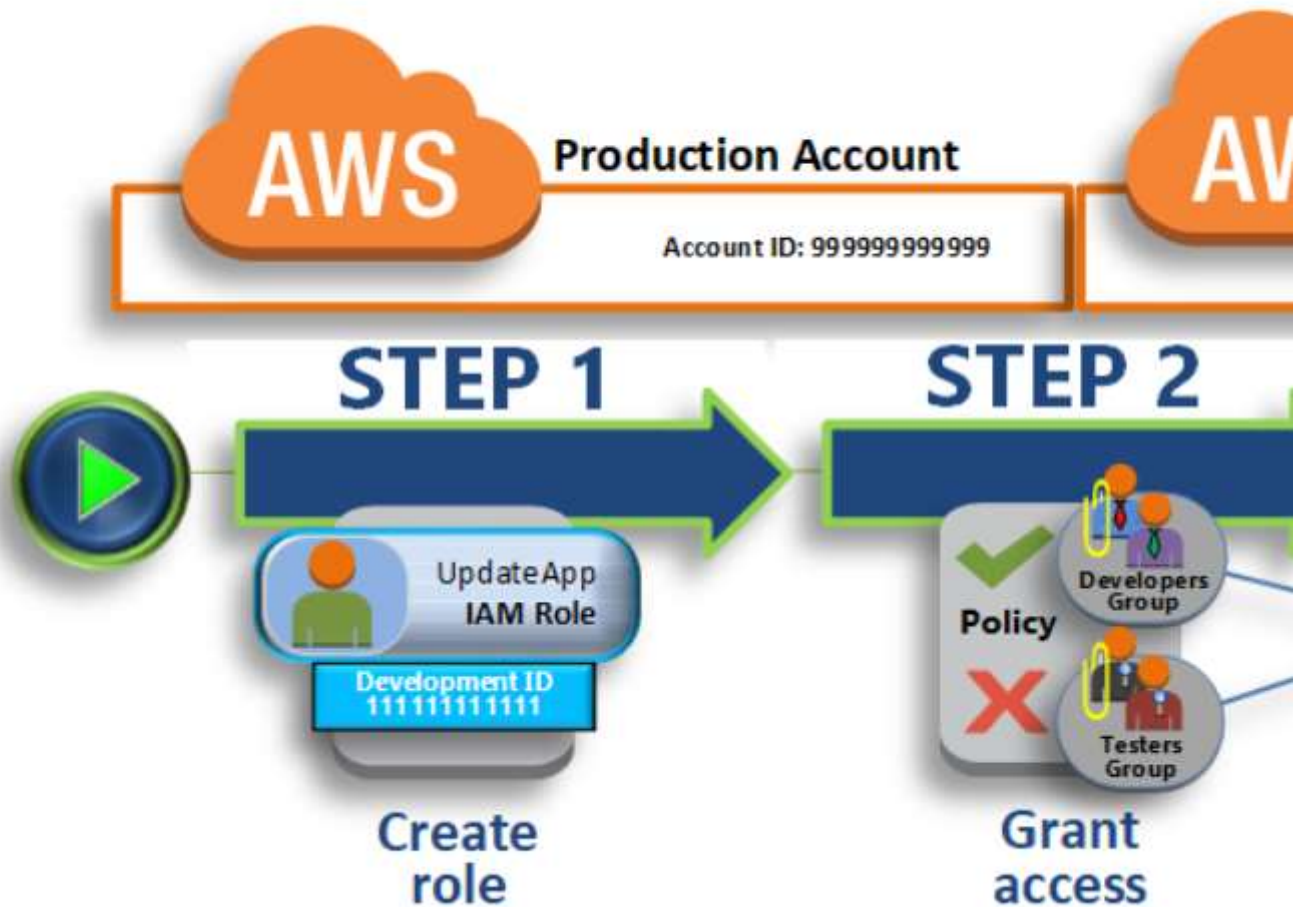 AWS
Production Account
Account ID: 999999999999
STEP 1
STEP 2
UpdateApp
IAM Role
Development ID
111111111111
Create
role
Policy
Developers
Group
Testers
Group
Grant
access